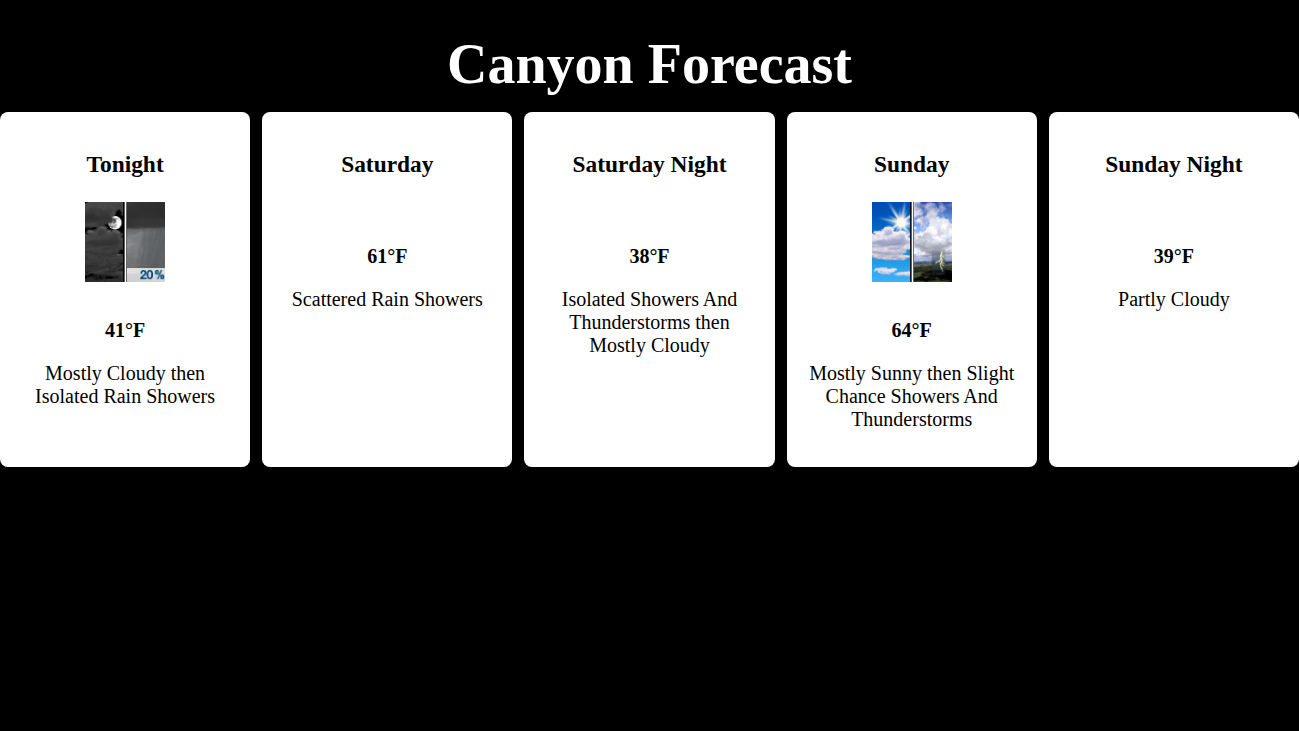 Canyon Forecast
Tonight
20%
41°F
Mostly Cloudy then
Isolated Rain Showers
Saturday
61°F
Scattered Rain Showers
Saturday Night
38°F
Isolated Showers And
Thunderstorms then
Mostly Cloudy
Sunday
64°F
Mostly Sunny then Slight
Chance Showers And
Thunderstorms
Sunday Night
39°F
Partly Cloudy